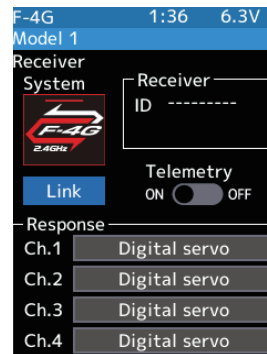 F-4G 1:36 6.3V
Model 1
Receiver
System
Receiver
ID ---------
F-4G
2.4GHz
Telemetry
Link
ON OFF
Response
Ch.1 Digital servo
Ch.2 Digital servo
Ch.3 Digital servo
Ch.4 Digital servo